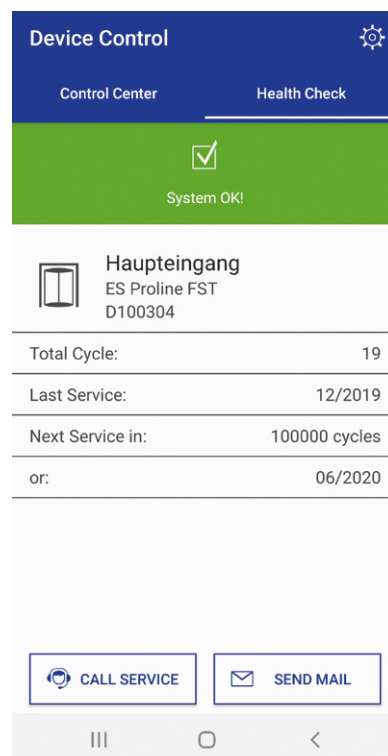 Device Control
Control Center
Health Check
System OK!
Haupteingang
ES Proline FST
D100304
Total Cycle: 19
Last Service: 12/2019
Next Service in: 100000 cycles
or: 06/2020
CALL SERVICE
SEND MAIL